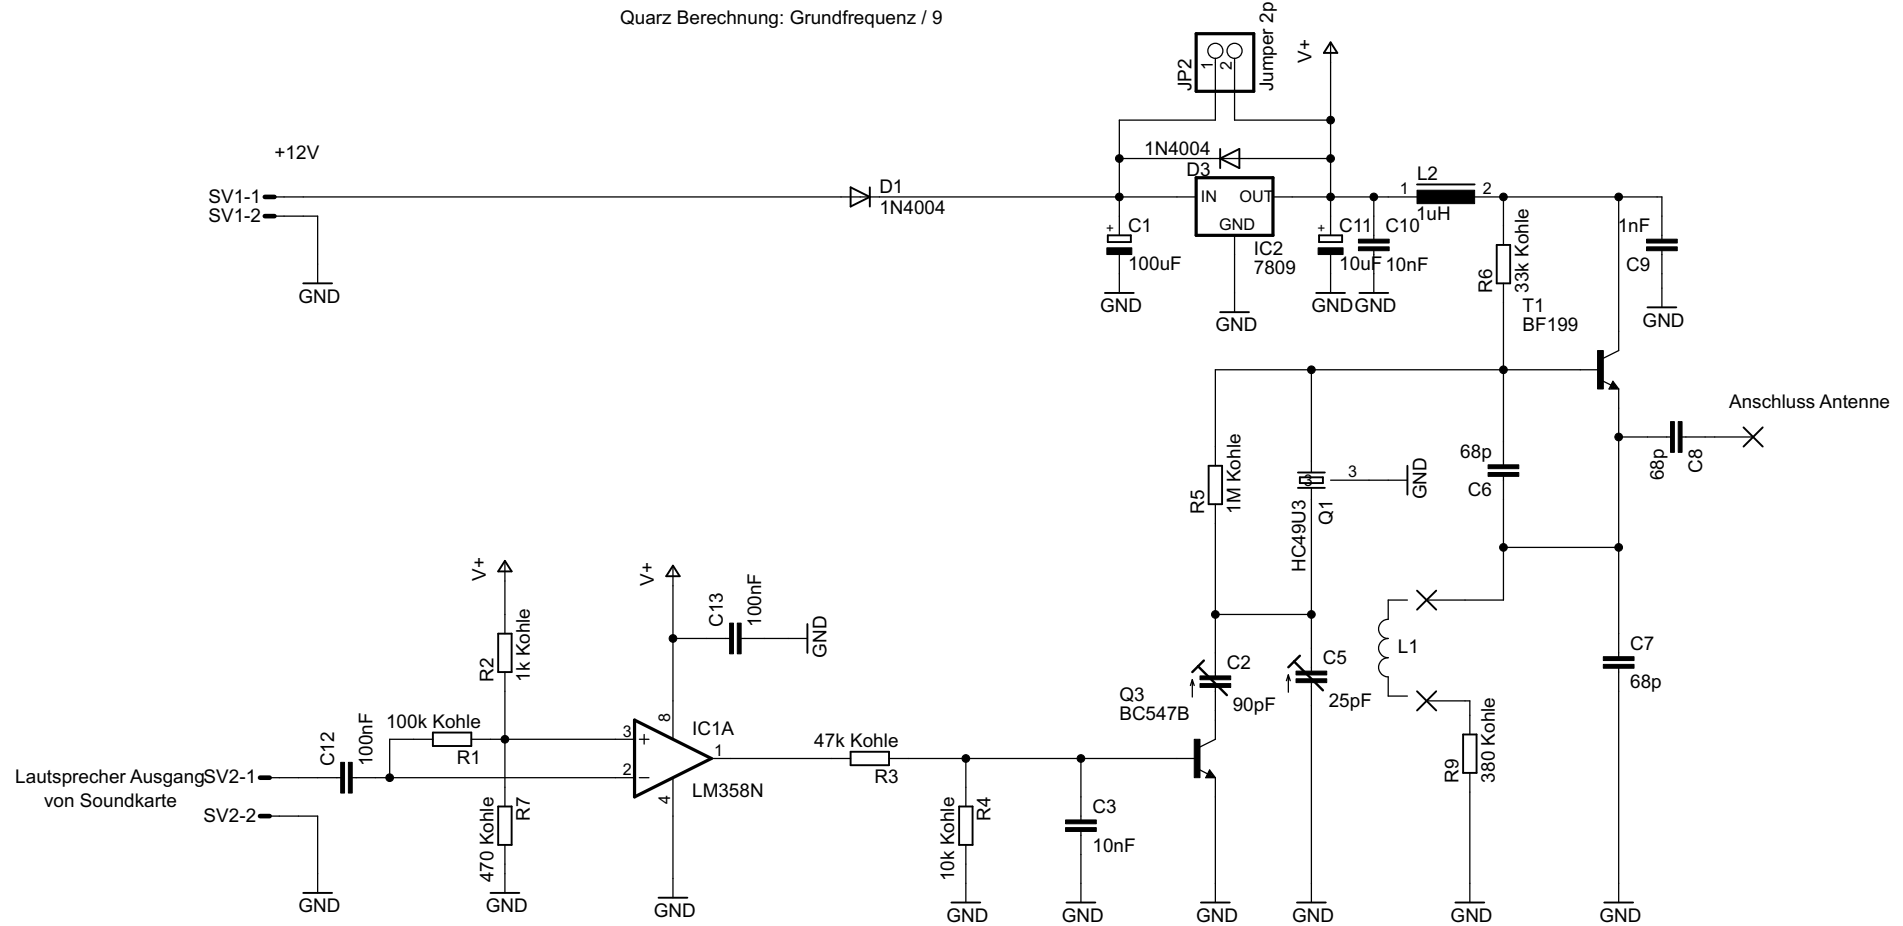 Quarz Berechnung: Grundfrequenz / 9
JP2
1
2
Jumper 2p
V+
+12V
SV1-1
SV1-2
GND
D1
1N4004
1N4004
D3
IN
OUT
GND
IC2
7809
GND
+
C1
100uF
GND
+
C11
10uF
GND
C10
10nF
GND
L2
1
2
1uH
R6
33k Kohle
1nF
C9
GND
T1
BF199
Anschluss Antenne
68p
C8
R5
1M Kohle
3
3
GND
HC49U3
Q1
68p
C6
L1
C7
68p
GND
R9
380 Kohle
GND
C2
90pF
C5
25pF
GND
Q3
BC547B
GND
V+
R2
1k Kohle
V+
C13
100nF
GND
8
IC1A
3
+
2
−
1
4
LM358N
GND
C12
100nF
100k Kohle
R1
Lautsprecher Ausgang
von Soundkarte
SV2-1
SV2-2
GND
470 Kohle
R7
GND
47k Kohle
R3
10k Kohle
R4
GND
C3
10nF
GND